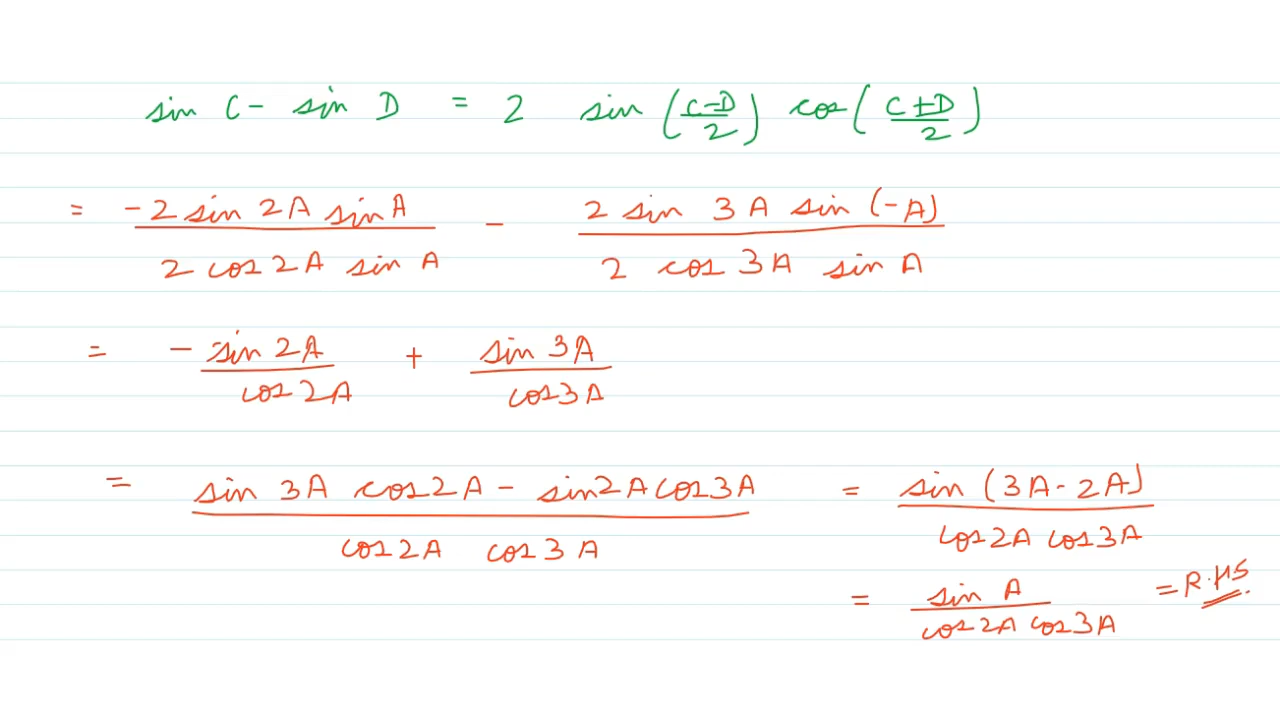 sin C - sin D = 2 sin ((C-D)/2) cos ((C+D)/2)
= (-2 sin 2A sin A)/(2 cos 2A sin A) - (2 sin 3A sin (-A))/(2 cos 3A sin A)
= - (sin 2A)/(cos 2A) + (sin 3A)/(cos 3A)
= (sin 3A cos 2A - sin 2A cos 3A)/(cos 2A cos 3A) = (sin (3A - 2A))/(cos 2A cos 3A)
= (sin A)/(cos 2A cos 3A) = R.HS.